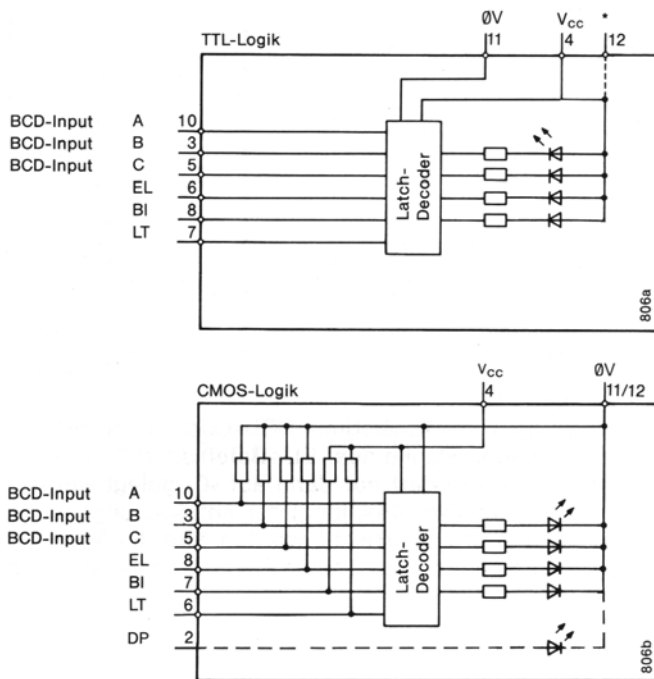 ØV V_CC *
TTL-Logik 11 4 12
BCD-Input A 10
BCD-Input B 3
BCD-Input C 5
EL 6
BI 8
LT 7
Latch-
Decoder
806a
V_CC ØV
CMOS-Logik 4 11/12
BCD-Input A 10
BCD-Input B 3
BCD-Input C 5
EL 8
BI 7
LT 6
DP 2
Latch-
Decoder
806b